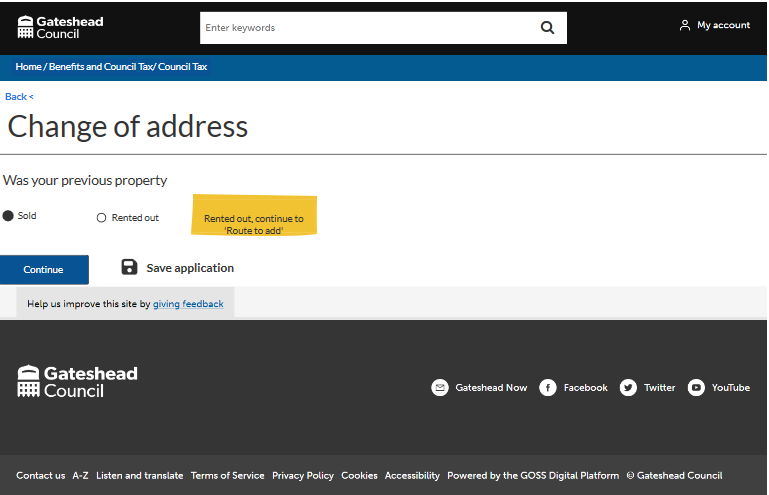 Gateshead
Council
Enter keywords
My account
Home / Benefits and Council Tax/ Council Tax
Back <
Change of address
Was your previous property
Sold
Rented out
Rented out, continue to
'Route to add'
Continue
Save application
Help us improve this site by giving feedback
Gateshead
Council
Gateshead Now
Facebook
Twitter
YouTube
Contact us A-Z Listen and translate Terms of Service Privacy Policy Cookies Accessibility Powered by the GOSS Digital Platform © Gateshead Council